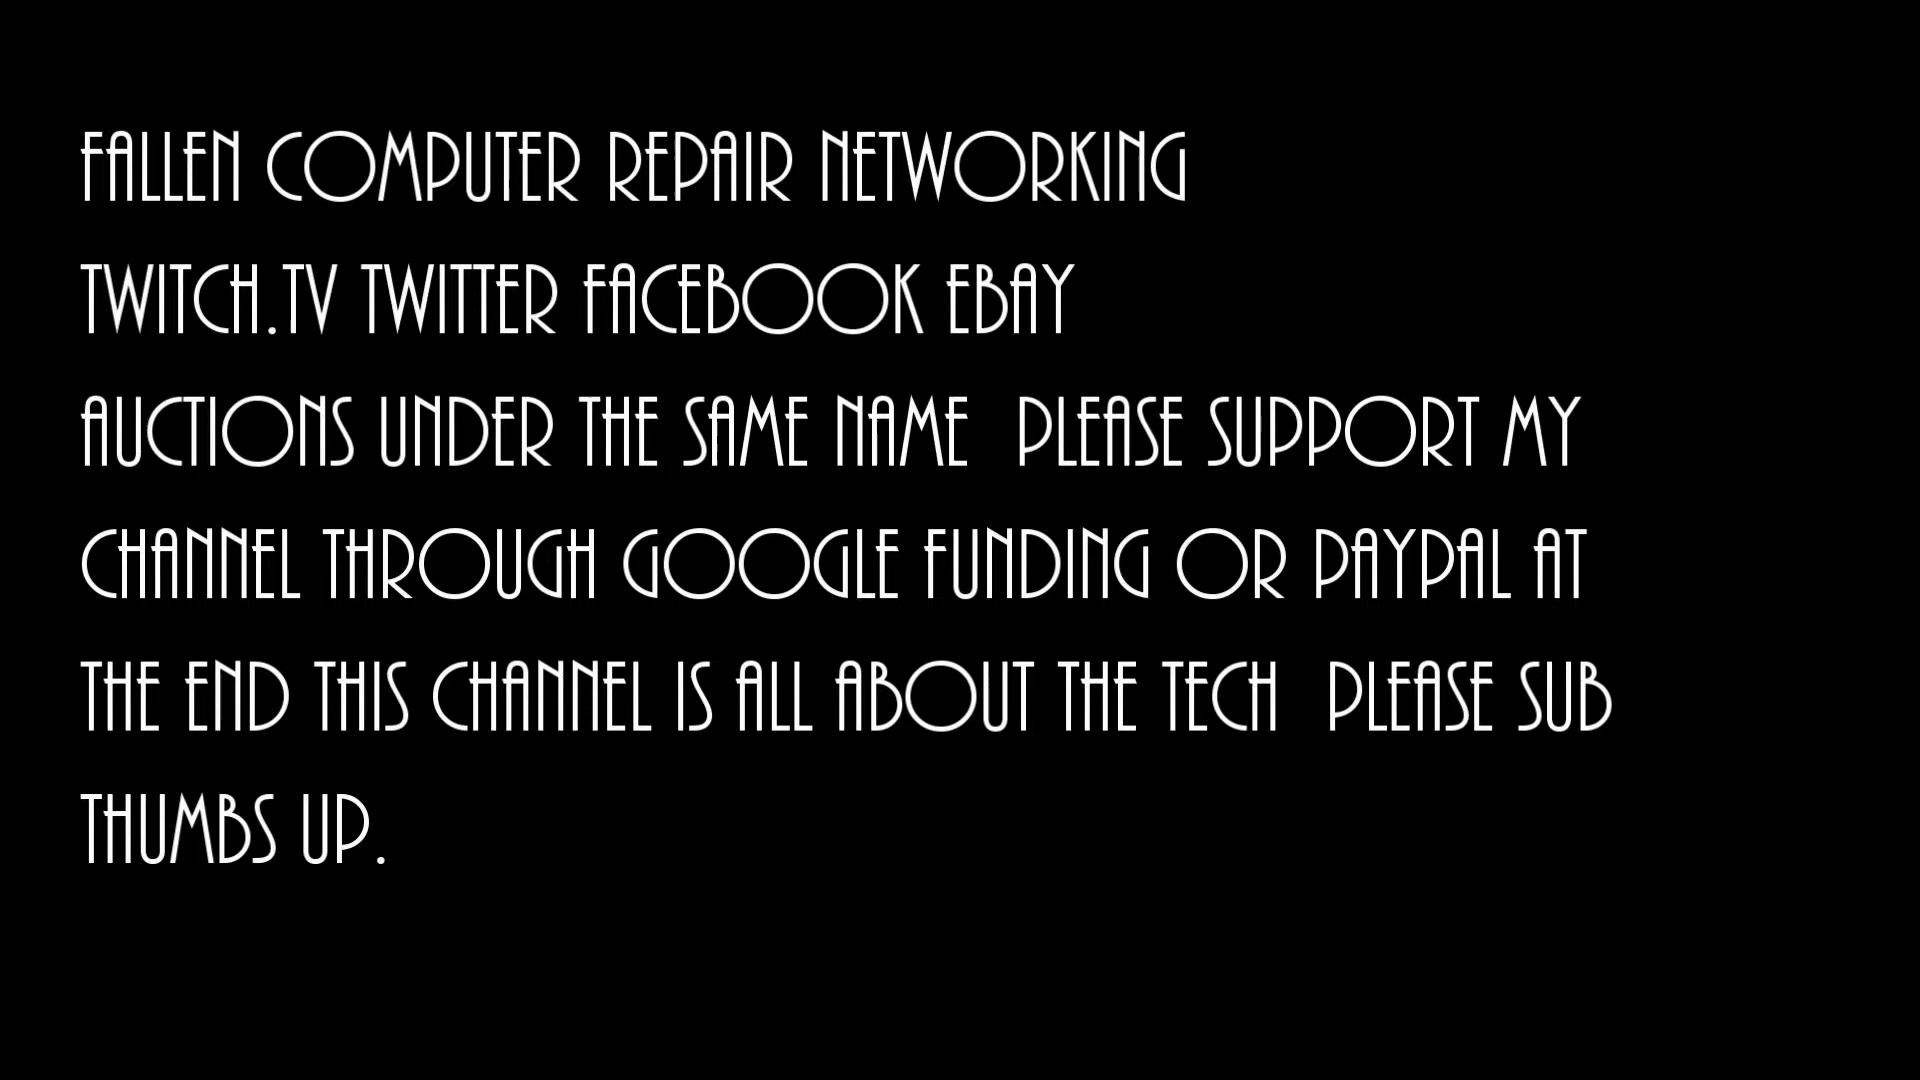 FALLEN COMPUTER REPAIR NETWORKING
TWITCH.TV TWITTER FACEBOOK EBAY
AUCTIONS UNDER THE SAME NAME  PLEASE SUPPORT MY
CHANNEL THROUGH GOOGLE FUNDING OR PAYPAL AT
THE END THIS CHANNEL IS ALL ABOUT THE TECH  PLEASE SUB
THUMBS UP.